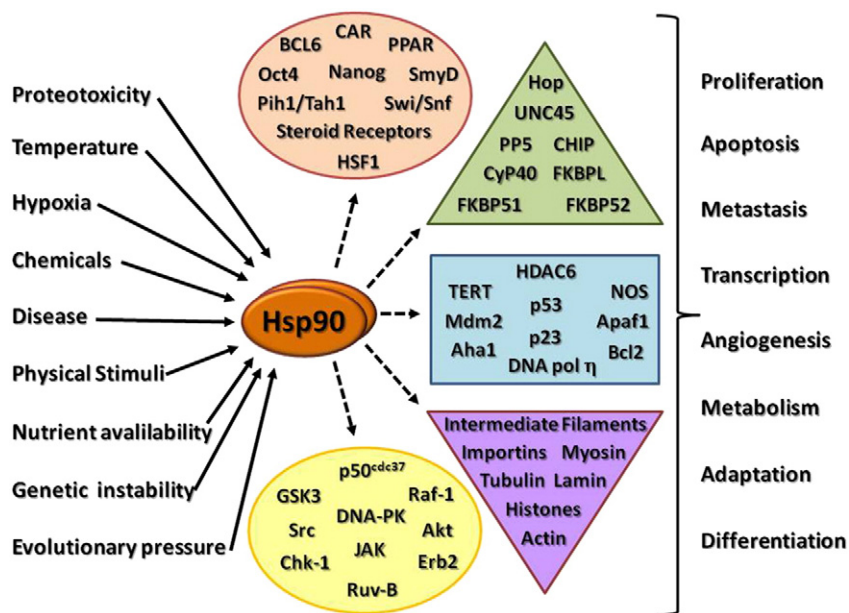 Proteotoxicity
Temperature
Hypoxia
Chemicals
Disease
Physical Stimuli
Nutrient avalilability
Genetic instability
Evolutionary pressure
Hsp90
CAR
BCL6 PPAR
Oct4 Nanog SmyD
Pih1/Tah1 Swi/Snf
Steroid Receptors
HSF1
Hop
UNC45
PP5 CHIP
CyP40 FKBPL
FKBP51 FKBP52
HDAC6
TERT p53 NOS
Mdm2 p23 Apaf1
Aha1 Bcl2
DNA pol η
Intermediate Filaments
Importins Myosin
Tubulin Lamin
Histones
Actin
p50cdc37
GSK3 Raf-1
DNA-PK
Src Akt
JAK
Chk-1 Erb2
Ruv-B
Proliferation
Apoptosis
Metastasis
Transcription
Angiogenesis
Metabolism
Adaptation
Differentiation